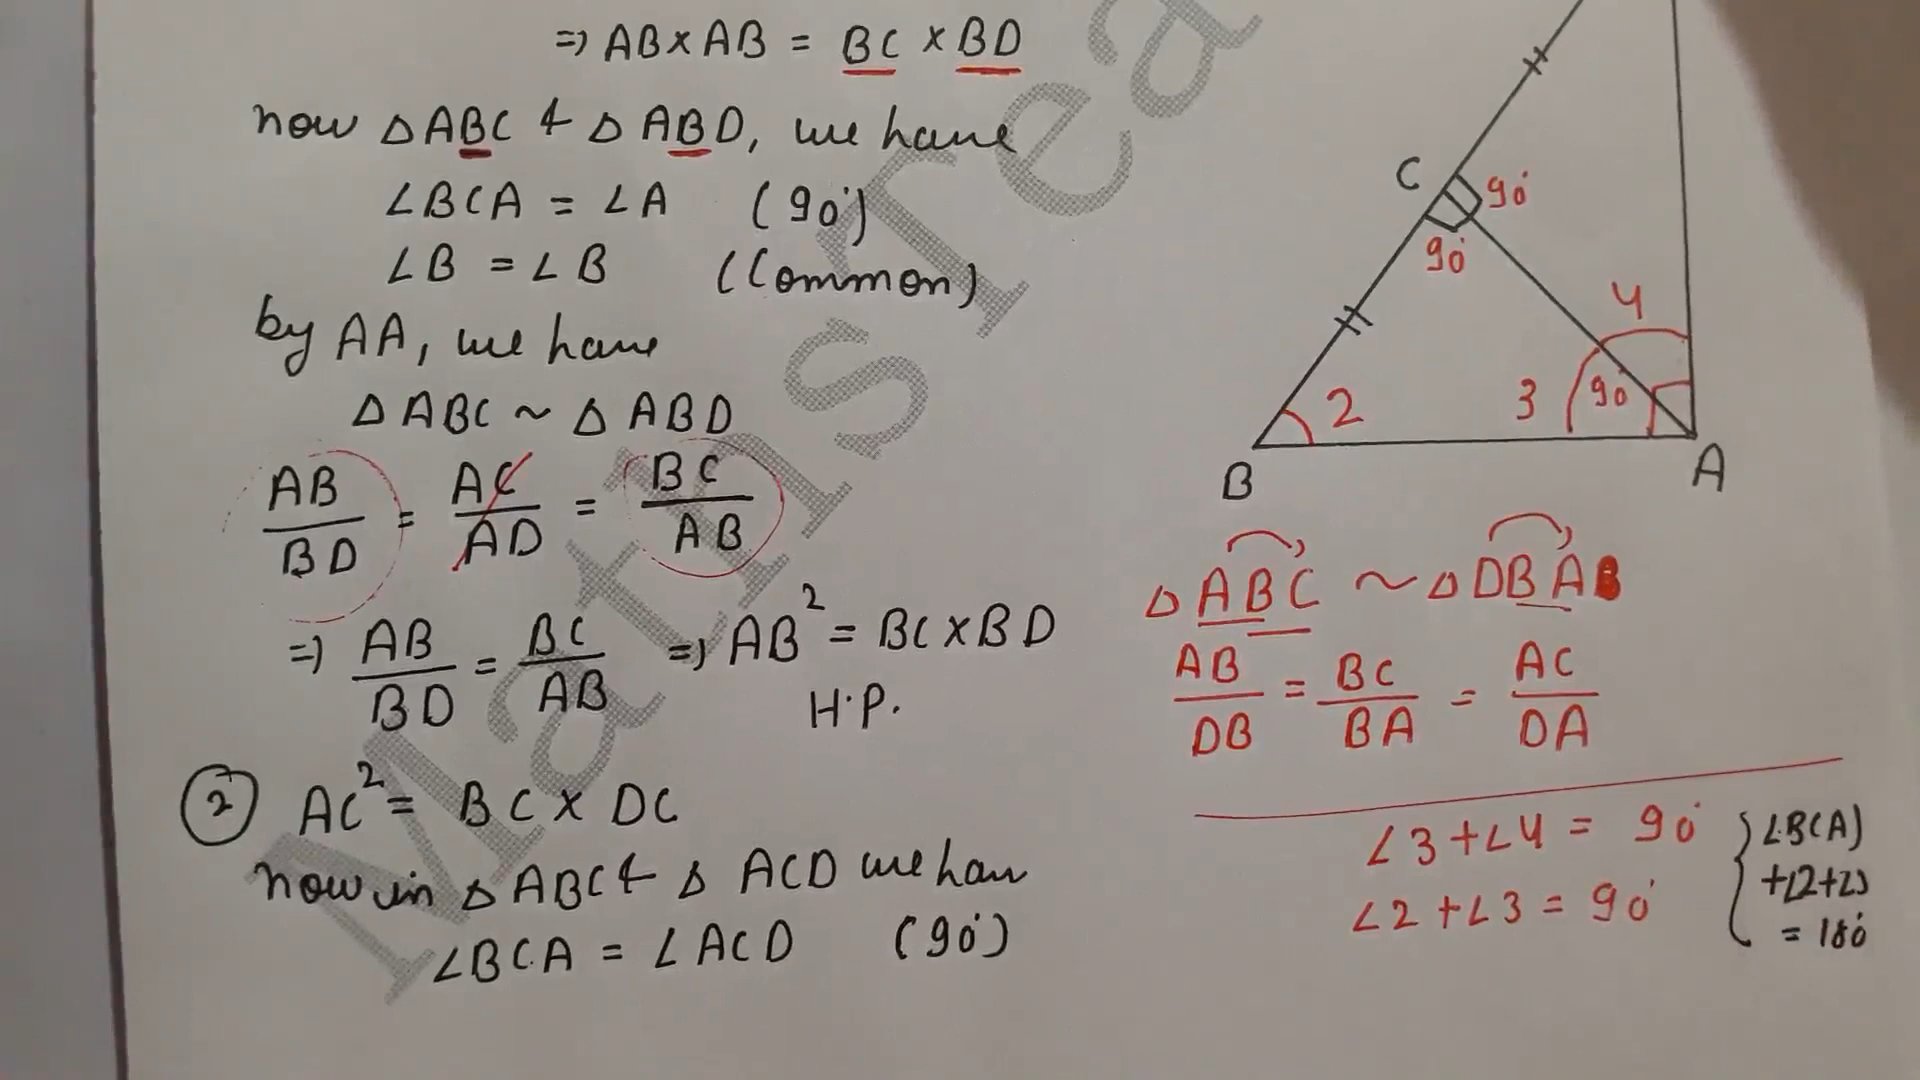 ⇒ AB×AB = BC × BD
now △ABC & △ABD, we have
∠BCA = ∠A (90°)
∠B = ∠B (Common)
by AA, we have
△ABC ~ △ABD
AB/BD = AC/AD = BC/AB
⇒ AB/BD = BC/AB ⇒ AB² = BC×BD
H.P.
② AC² = BC × DC
now in △ABC & △ACD we have
∠BCA = ∠ACD (90°)
C
90°
90°
4
2
3
90°
B
A
△ABC ~ △DBA
AB/DB = BC/BA = AC/DA
∠3+∠4 = 90°
∠2+∠3 = 90°
∠BCA)
+∠2+∠3
= 180°
Maths Trea